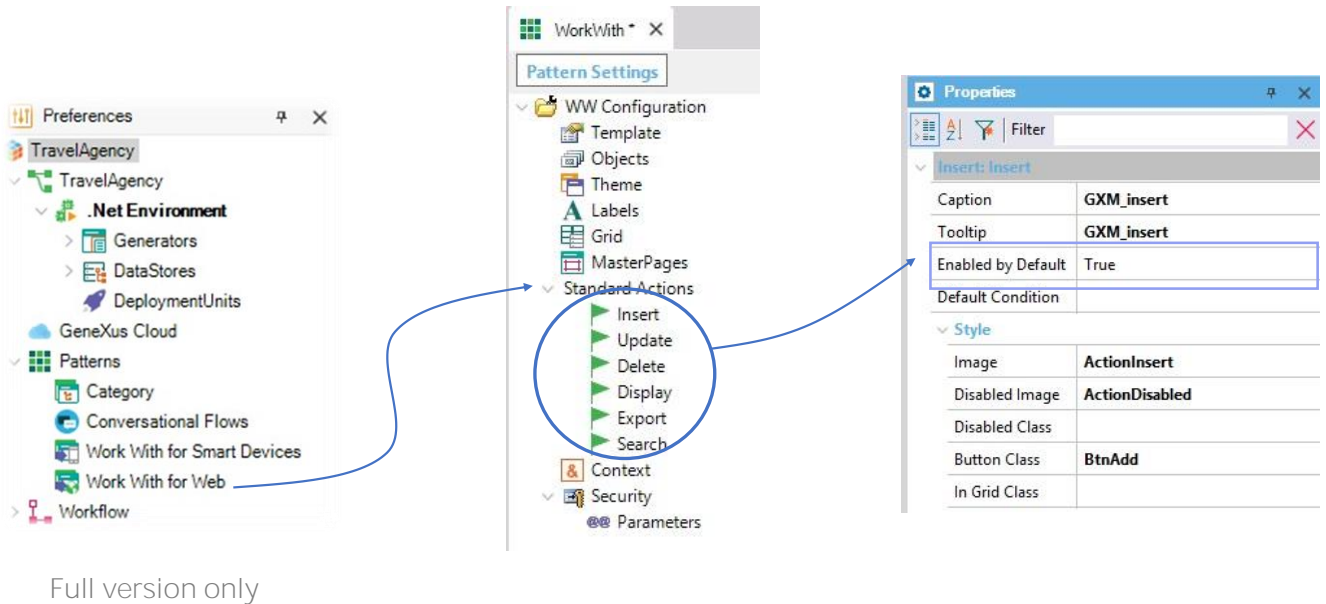 Preferences
TravelAgency
TravelAgency
.Net Environment
Generators
DataStores
DeploymentUnits
GeneXus Cloud
Patterns
Category
Conversational Flows
Work With for Smart Devices
Work With for Web
Workflow
WorkWith *
Pattern Settings
WW Configuration
Template
Objects
Theme
A Labels
Grid
MasterPages
Standard Actions
Insert
Update
Delete
Display
Export
Search
& Context
Security
@@ Parameters
Properties
A Z Filter
Insert: Insert
Caption GXM_insert
Tooltip GXM_insert
Enabled by Default True
Default Condition
Style
Image ActionInsert
Disabled Image ActionDisabled
Disabled Class
Button Class BtnAdd
In Grid Class
Full version only